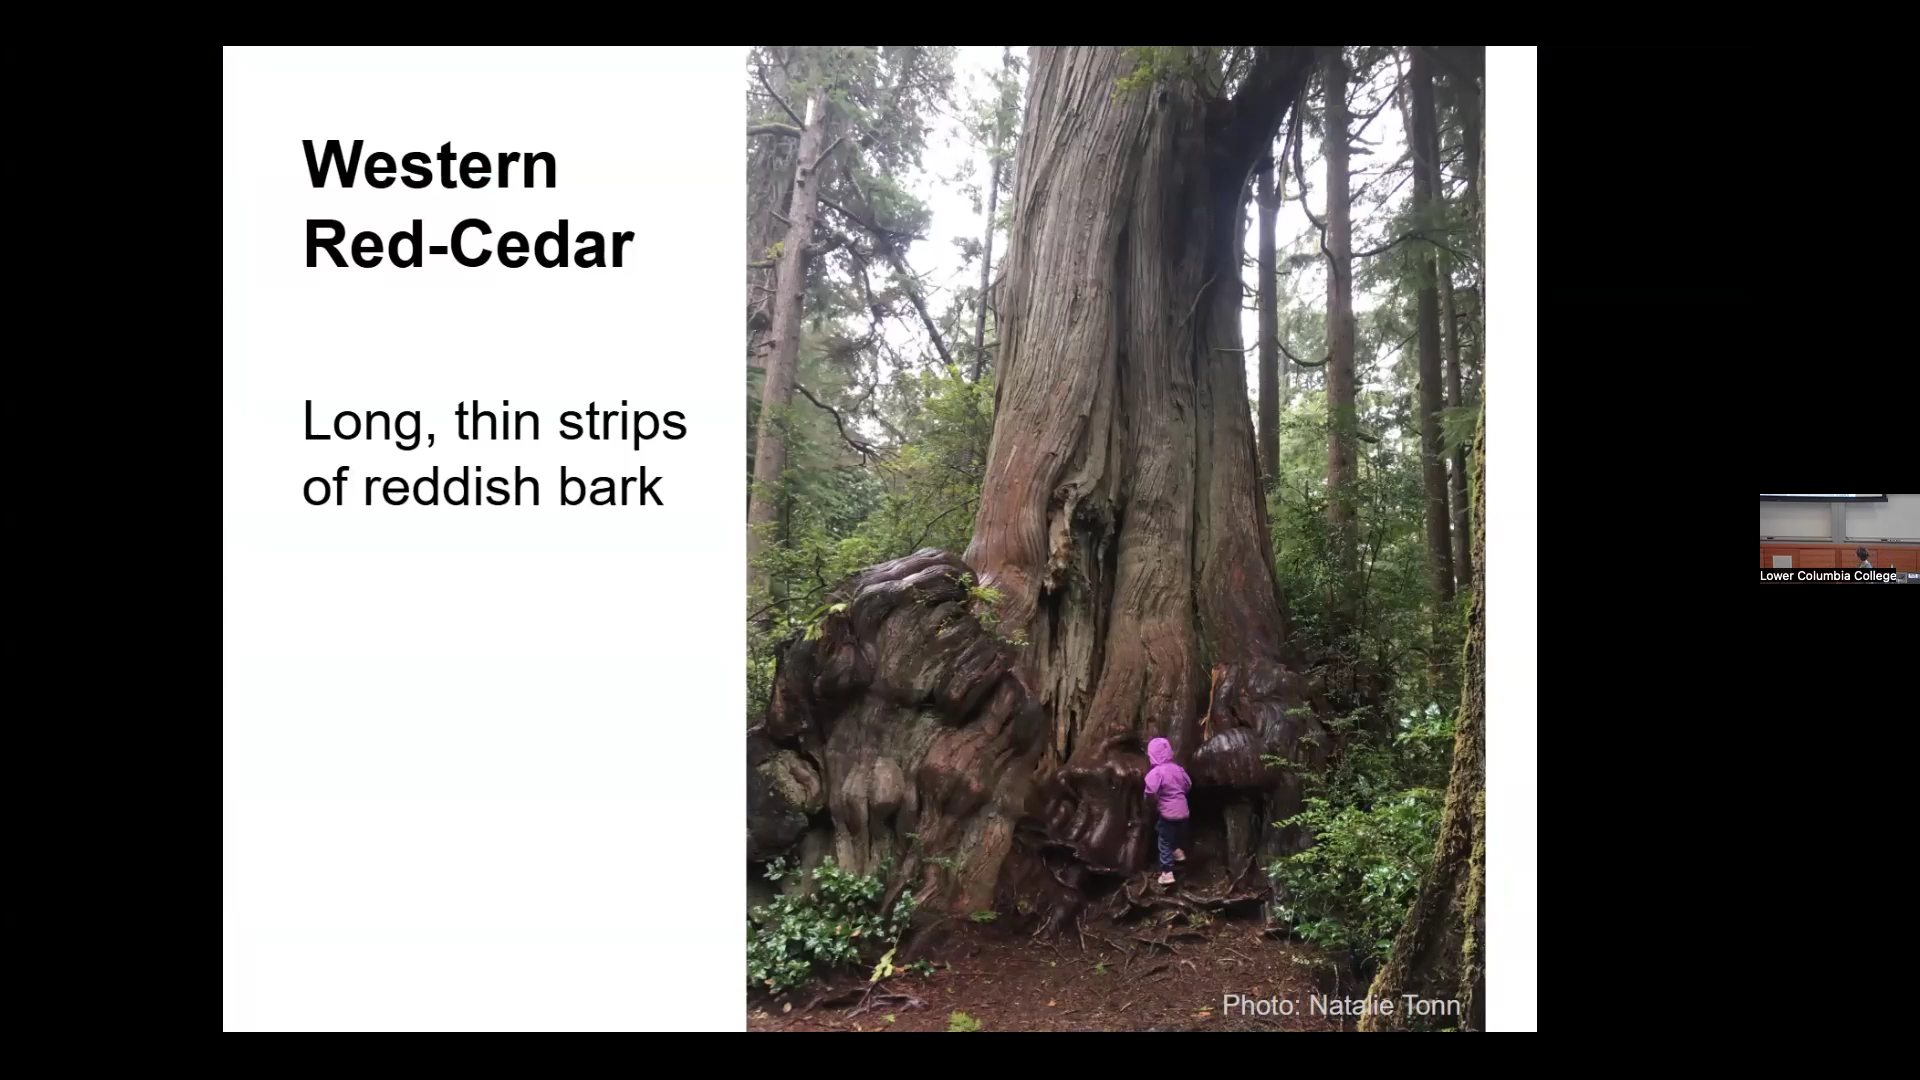 Western
Red-Cedar
Long, thin strips
of reddish bark
Photo: Natalie Tonn
Lower Columbia College